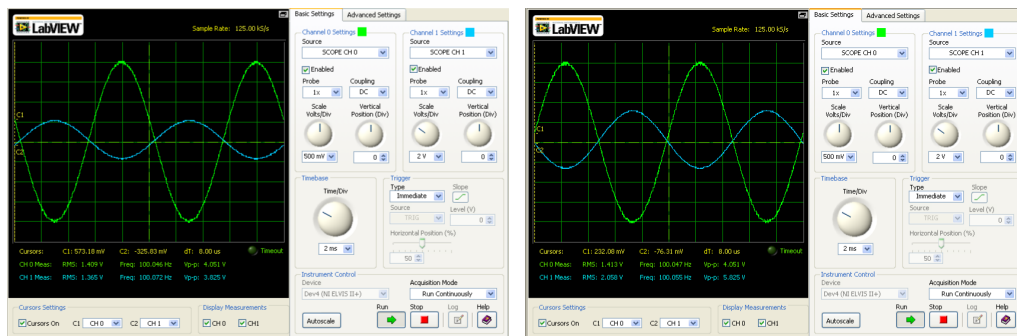 LabVIEW
Sample Rate: 125.00 kS/s
C1
C2
Cursors: C1: 573.18 mV C2: -325.83 mV dT: 8.00 us Timeout
CH 0 Meas: RMS: 1.409 V Freq: 100.046 Hz Vp-p: 4.051 V
CH 1 Meas: RMS: 1.365 V Freq: 100.072 Hz Vp-p: 3.825 V
Cursors Settings
Cursors On C1 CH 0 C2 CH 1
Display Measurements
CH 0 CH1
Basic Settings Advanced Settings
Channel 0 Settings Channel 1 Settings
Source Source
SCOPE CH 0 SCOPE CH 1
Enabled Enabled
Probe Coupling Probe Coupling
1x DC 1x DC
Scale Vertical Scale Vertical
Volts/Div Position (Div) Volts/Div Position (Div)
500 mV 0 2 V 0
Timebase Trigger
Time/Div Type Slope
Immediate
Source Level (V)
TRIG 0
Horizontal Position (%)
2 ms 50
Instrument Control
Device Acquisition Mode
Dev4 (NI ELVIS II+) Run Continuously
Run Stop Log Help
Autoscale
LabVIEW
Sample Rate: 125.00 kS/s
C1
C2
Cursors: C1: 232.08 mV C2: -76.31 mV dT: 8.00 us Timeout
CH 0 Meas: RMS: 1.413 V Freq: 100.047 Hz Vp-p: 4.051 V
CH 1 Meas: RMS: 2.058 V Freq: 100.055 Hz Vp-p: 5.825 V
Cursors Settings
Cursors On C1 CH 0 C2 CH 1
Display Measurements
CH 0 CH1
Basic Settings Advanced Settings
Channel 0 Settings Channel 1 Settings
Source Source
SCOPE CH 0 SCOPE CH 1
Enabled Enabled
Probe Coupling Probe Coupling
1x DC 1x DC
Scale Vertical Scale Vertical
Volts/Div Position (Div) Volts/Div Position (Div)
500 mV 0 2 V 0
Timebase Trigger
Time/Div Type Slope
Immediate
Source Level (V)
TRIG 0
Horizontal Position (%)
2 ms 50
Instrument Control
Device Acquisition Mode
Dev4 (NI ELVIS II+) Run Continuously
Run Stop Log Help
Autoscale